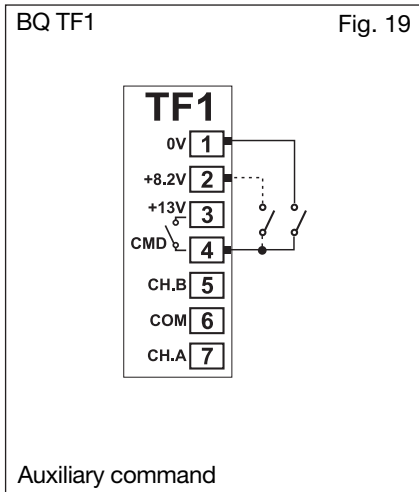 BQ TF1 Fig. 19
TF1
0V 1
+8.2V 2
+13V 3
CMD 4
CH.B 5
COM 6
CH.A 7
Auxiliary command